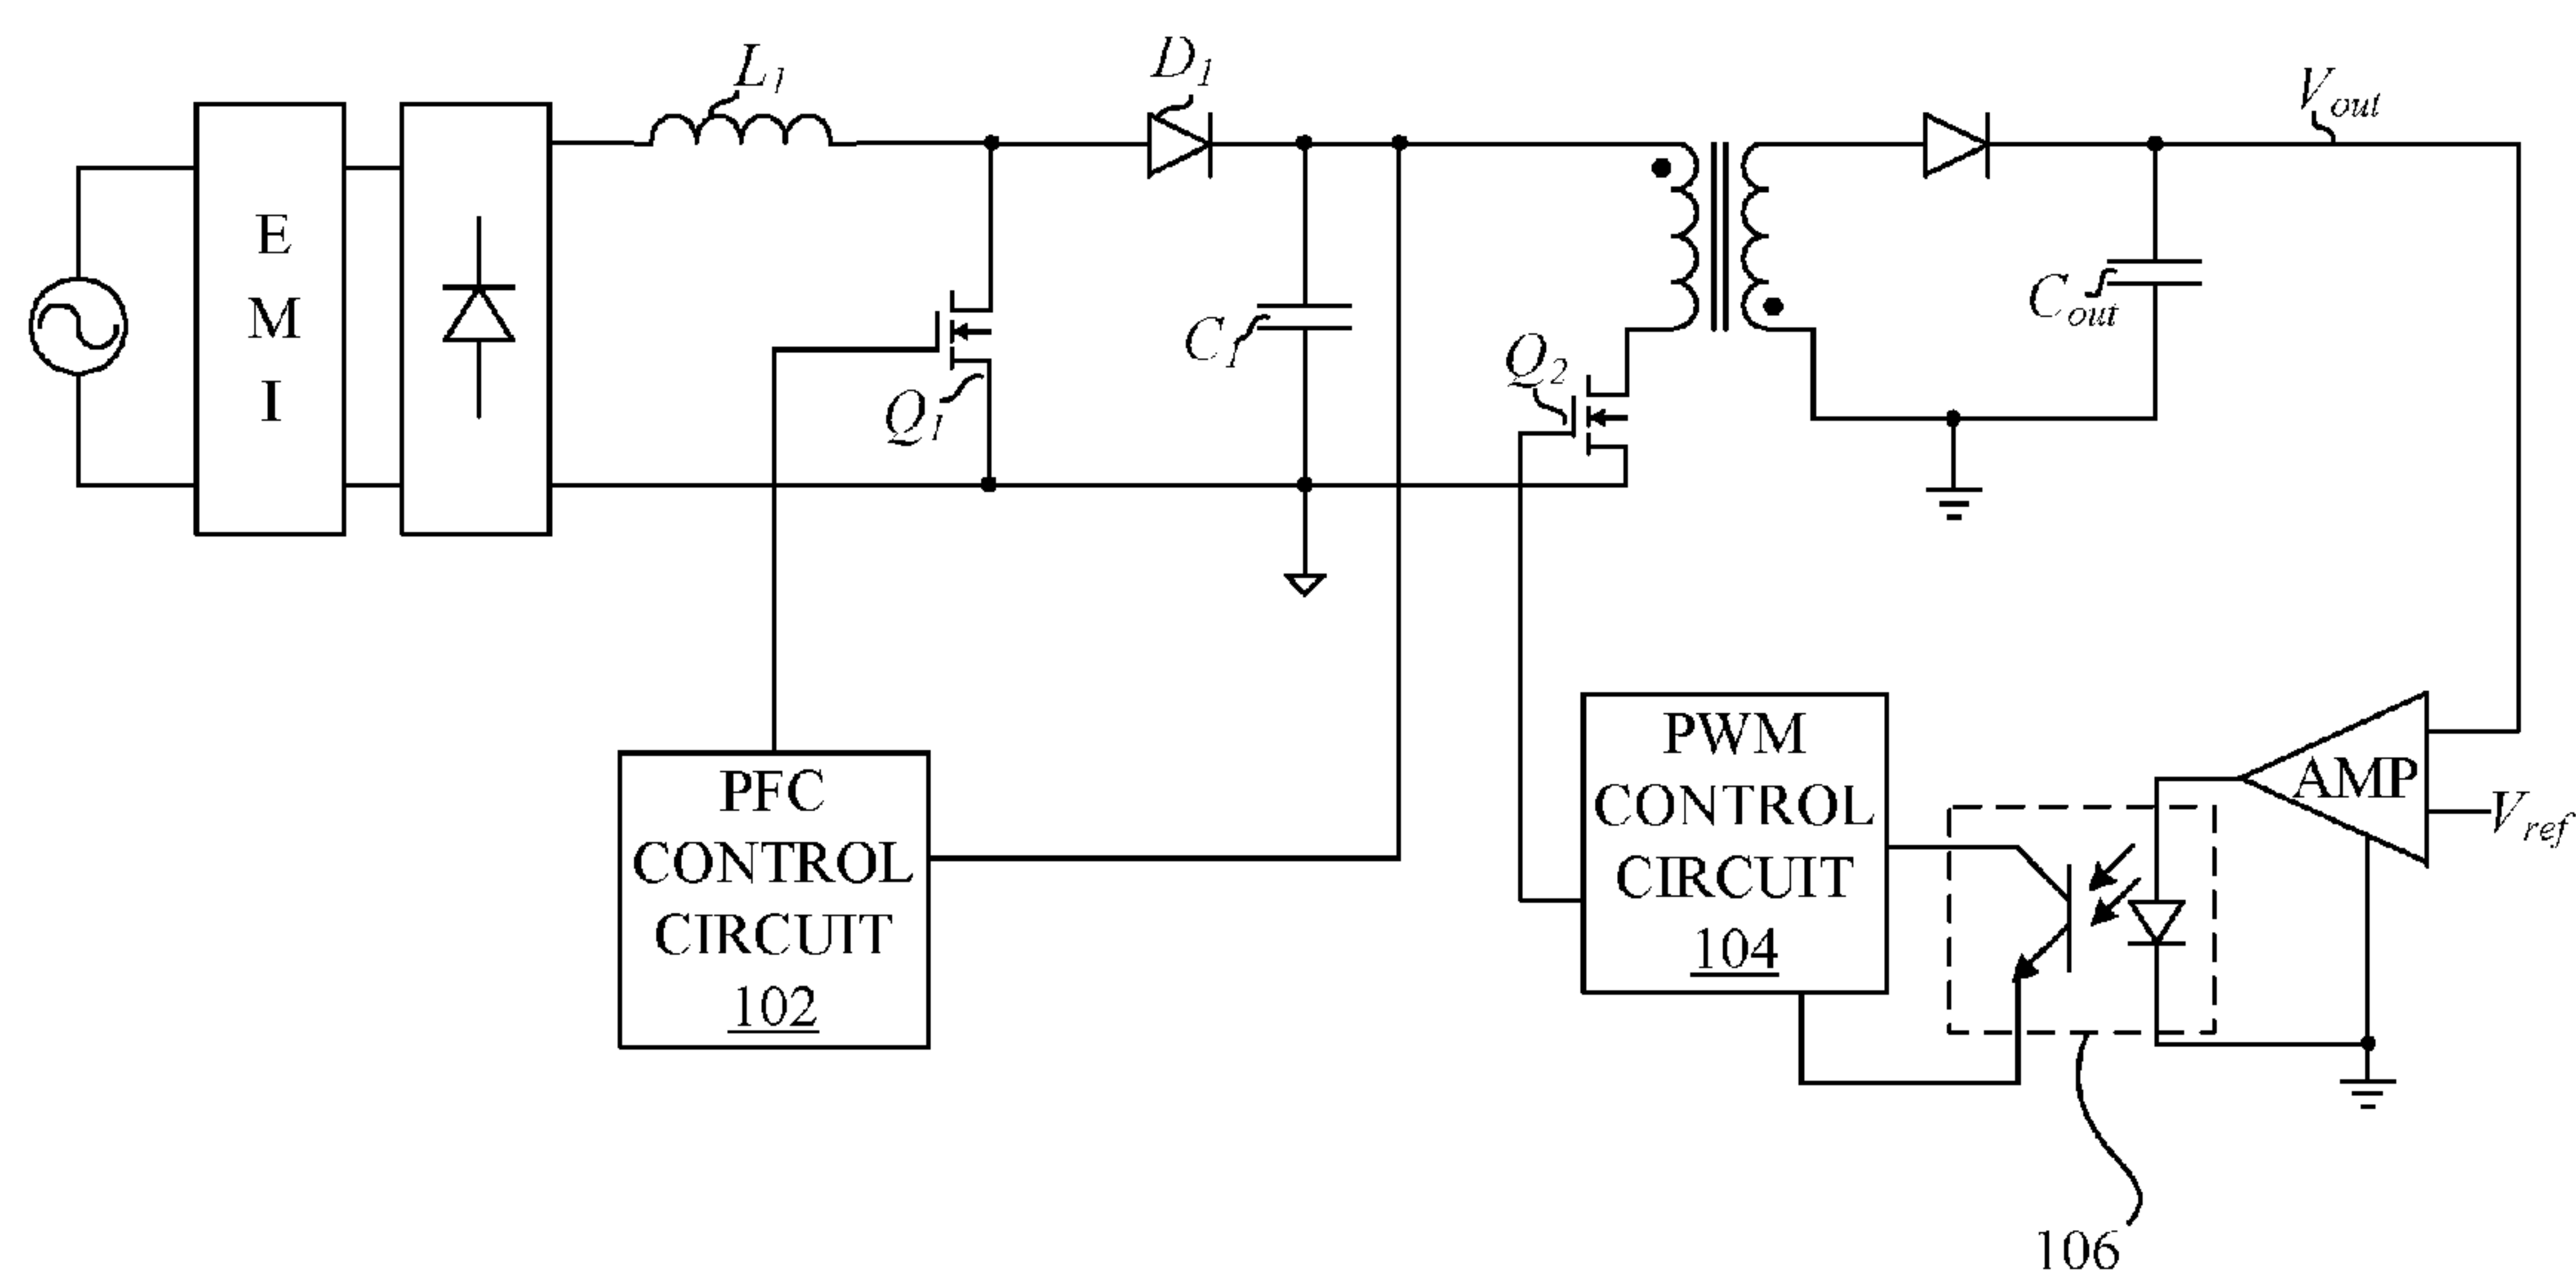 L1
D1
Vout
E
M
I
Q1
C1
Q2
Cout
PFC
CONTROL
CIRCUIT
102
PWM
CONTROL
CIRCUIT
104
AMP
Vref
106